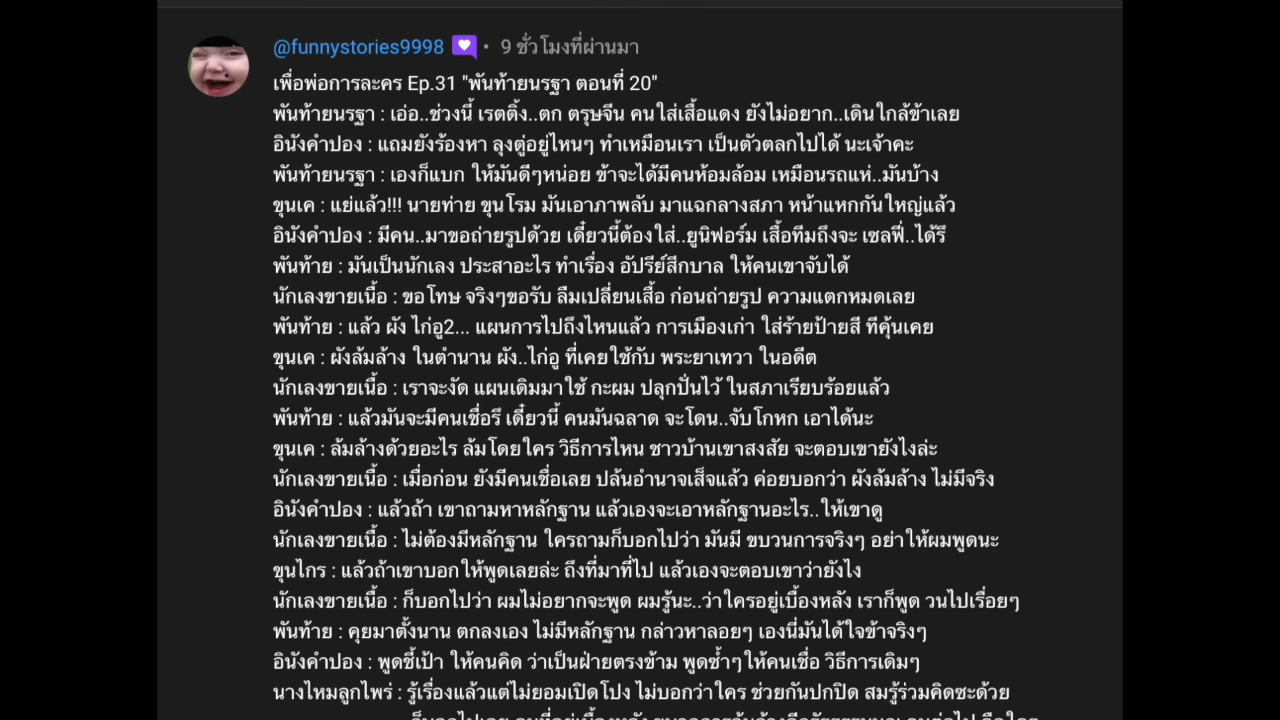 @funnystories9998 • 9 ชั่วโมงที่ผ่านมา
เพื่อพ่อการละคร Ep.31 "พันท้ายนรฐา ตอนที่ 20"
พันท้ายนรฐา : เอ่อ..ช่วงนี้ เรตติ้ง..ตก ตรุษจีน คนใส่เสื้อแดง ยังไม่อยาก..เดินใกล้ข้าเลย
อินังคำปอง : แถมยังร้องหา ลุงตู่อยู่ไหนๆ ทำเหมือนเรา เป็นตัวตลกไปได้ นะเจ้าคะ
พันท้ายนรฐา : เองก็แบก ให้มันดีๆหน่อย ข้าจะได้มีคนห้อมล้อม เหมือนรถแห่..มันบ้าง
ขุนเค : แย่แล้ว!!! นายท่าย ขุนโรม มันเอาภาพลับ มาแฉกลางสภา หน้าแหกกันใหญ่แล้ว
อินังคำปอง : มีคน..มาขอถ่ายรูปด้วย เดี๋ยวนี้ต้องใส่..ยูนิฟอร์ม เสื้อทีมถึงจะ เซลฟี่..ได้รึ
พันท้าย : มันเป็นนักเลง ประสาอะไร ทำเรื่อง อัปรีย์สีกบาล ให้คนเขาจับได้
นักเลงขายเนื้อ : ขอโทษ จริงๆขอรับ ลืมเปลี่ยนเสื้อ ก่อนถ่ายรูป ความแตกหมดเลย
พันท้าย : แล้ว ผัง ไก่อู2... แผนการไปถึงไหนแล้ว การเมืองเก่า ใส่ร้ายป้ายสี ทีคุ้นเคย
ขุนเค : ผังล้มล้าง ในตำนาน ผัง..ไก่อู ที่เคยใช้กับ พระยาเทวา ในอดีต
นักเลงขายเนื้อ : เราจะงัด แผนเดิมมาใช้ กะผม ปลุกปั่นไว้ ในสภาเรียบร้อยแล้ว
พันท้าย : แล้วมันจะมีคนเชื่อรึ เดี๋ยวนี้ คนมันฉลาด จะโดน..จับโกหก เอาได้นะ
ขุนเค : ล้มล้างด้วยอะไร ล้มโดยใคร วิธีการไหน ชาวบ้านเขาสงสัย จะตอบเขายังไงล่ะ
นักเลงขายเนื้อ : เมื่อก่อน ยังมีคนเชื่อเลย ปล้นอำนาจเสื็จแล้ว ค่อยบอกว่า ผังล้มล้าง ไม่มีจริง
อินังคำปอง : แล้วถ้า เขาถามหาหลักฐาน แล้วเองจะเอาหลักฐานอะไร..ให้เขาดู
นักเลงขายเนื้อ : ไม่ต้องมีหลักฐาน ใครถามก็บอกไปว่า มันมี ขบวนการจริงๆ อย่าให้ผมพูดนะ
ขุนไกร : แล้วถ้าเขาบอกให้พูดเลยล่ะ ถึงที่มาที่ไป แล้วเองจะตอบเขาว่ายังไง
นักเลงขายเนื้อ : ก็บอกไปว่า ผมไม่อยากจะพูด ผมรู้นะ..ว่าใครอยู่เบื้องหลัง เราก็พูด วนไปเรื่อยๆ
พันท้าย : คุยมาตั้งนาน ตกลงเอง ไม่มีหลักฐาน กล่าวหาลอยๆ เองนี่มันได้ใจข้าจริงๆ
อินังคำปอง : พูดชี้เป้า ให้คนคิด ว่าเป็นฝ่ายตรงข้าม พูดซ้ำๆให้คนเชื่อ วิธีการเดิมๆ
นางไหมลูกไพร่ : รู้เรื่องแล้วแต่ไม่ยอมเปิดโปง ไม่บอกว่าใคร ช่วยกันปกปิด สมรู้ร่วมคิดซะด้วย